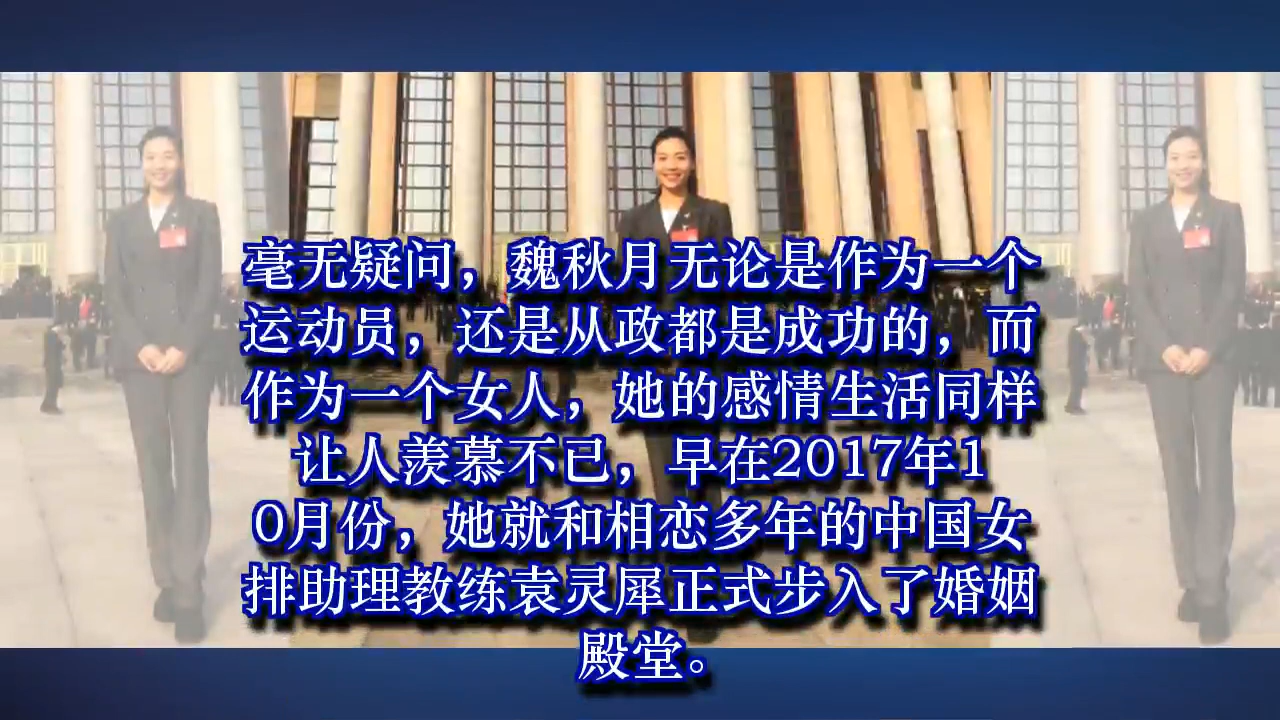 毫无疑问，魏秋月无论是作为一个
运动员，还是从政都是成功的，而
作为一个女人，她的感情生活同样
让人羡慕不已，早在2017年1
0月份，她就和相恋多年的中国女
排助理教练袁灵犀正式步入了婚姻
殿堂。